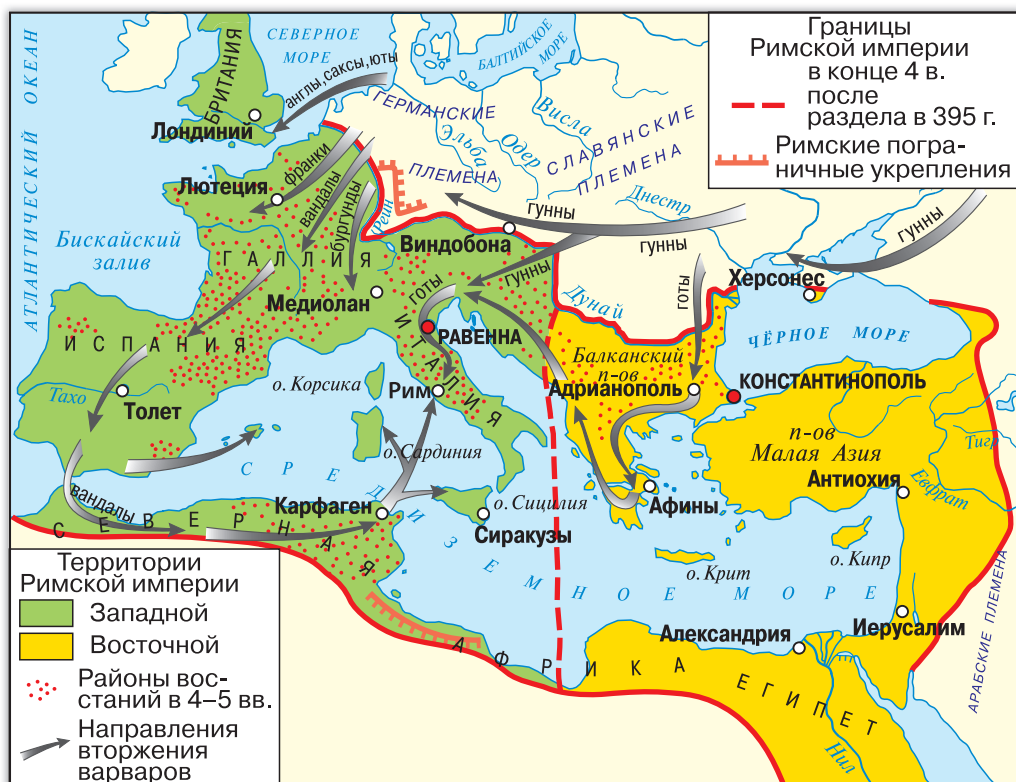 АТЛАНТИЧЕСКИЙ ОКЕАН
СЕВЕРНОЕ
МОРЕ
БАЛТИЙСКОЕ
МОРЕ
БРИТАНИЯ
Лондиний
англы, саксы, юты
ГЕРМАНСКИЕ
ПЛЕМЕНА
Эльба
Одер
Висла
СЛАВЯНСКИЕ
ПЛЕМЕНА
Днестр
Границы
Римской империи
в конце 4 в.
после
раздела в 395 г.
Римские погра-
ничные укрепления
Лютеция
франки
вандалы
бургунды
Рейн
Бискайский
залив
ГАЛЛИЯ
Виндобона
гунны
гунны
гунны
гунны
готы
готы
Дунай
Херсонес
Медиолан
РАВЕННА
ИТАЛИЯ
ЧЁРНОЕ МОРЕ
ИСПАНИЯ
Тахо
Толет
о. Корсика
Рим
Балканский
п-ов
Адрианополь
КОНСТАНТИНОПОЛЬ
п-ов
Малая Азия
Тигр
Евфрат
Антиохия
о. Сардиния
СРЕДИЗЕМНОЕ МОРЕ
вандалы
Карфаген
о. Сицилия
Сиракузы
Афины
о. Крит
о. Кипр
СЕВЕРНАЯ
АФРИКА
Александрия
Иерусалим
ЕГИПЕТ
Нил
АРАБСКИЕ ПЛЕМЕНА
Территории
Римской империи
Западной
Восточной
Районы вос-
станий в 4–5 вв.
Направления
вторжения
варваров